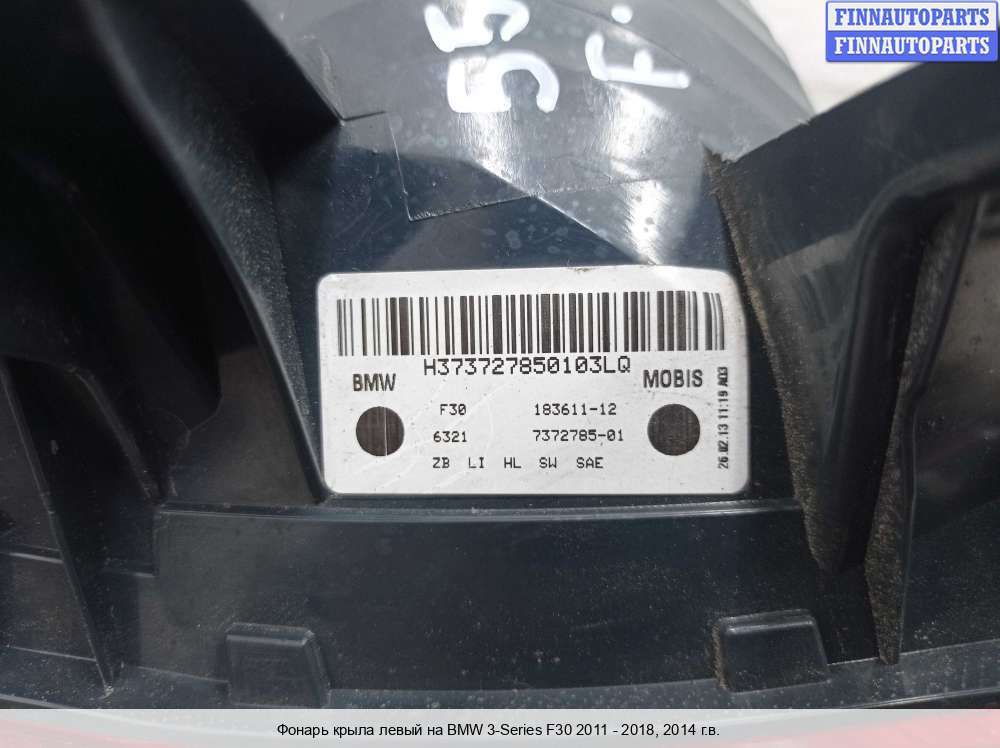 FINNAUTOPARTS
FINNAUTOPARTS
55 F.
H373727850103LQ
BMW
MOBIS
F30 183611-12
6321 7372785-01
ZB LI HL SW SAE
26.02.13 11:19 A03
Фонарь крыла левый на BMW 3-Series F30 2011 - 2018, 2014 г.в.